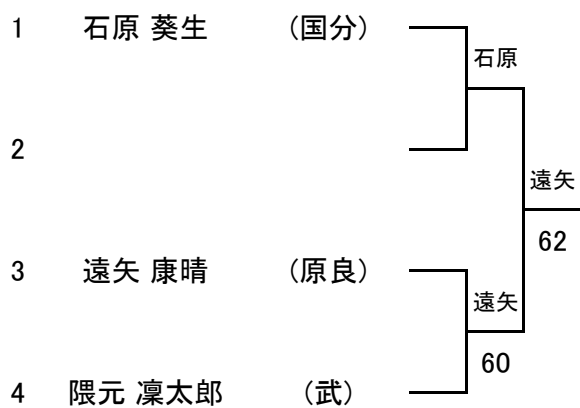 1 石原 葵生 (国分)
石原
2
遠矢
62
3 遠矢 康晴 (原良)
遠矢
60
4 隈元 凜太郎 (武)